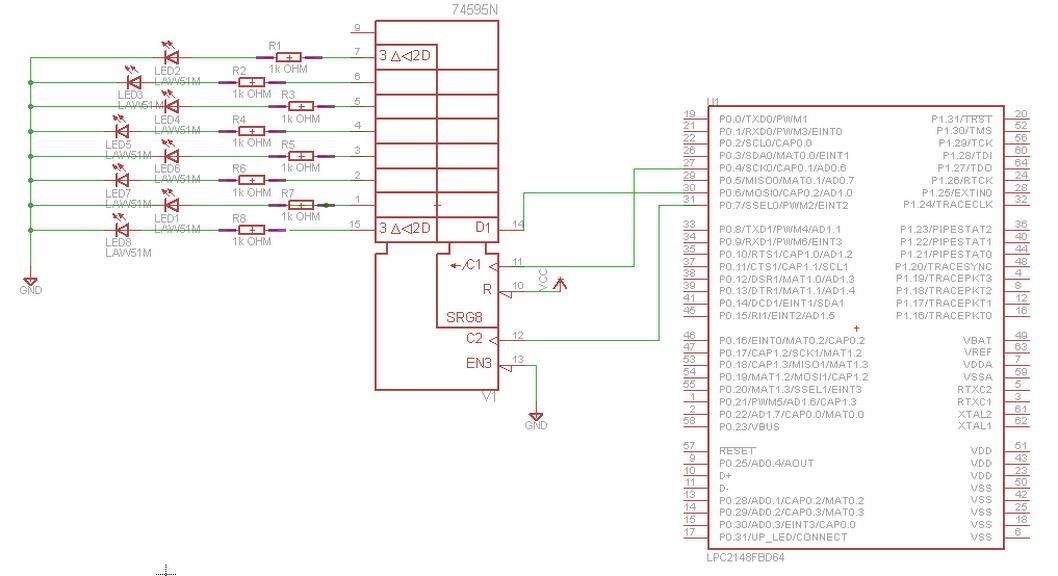 74595N
9
7 3 2D
6
5
4
3
2
1
15 3 2D D1 14
/C1 11
R 10
SRG8
C2 12
EN3 13
V1
VCC
GND
GND
LED2
LAW51M
R1
1k OHM
LED3
LAW51M
R2
1k OHM
LED4
LAW51M
R3
1k OHM
LED5
LAW51M
R4
1k OHM
LED6
LAW51M
R5
1k OHM
LED7
LAW51M
R6
1k OHM
LED1
LAW51M
R7
1k OHM
LED8
LAW51M
R8
1k OHM
U1
19 P0.0/TXD0/PWM1 P1.31/TRST 20
21 P0.1/RXD0/PWM3/EINT0 P1.30/TMS 52
22 P0.2/SCL0/CAP0.0 P1.29/TCK 56
26 P0.3/SDA0/MAT0.0/EINT1 P1.28/TDI 60
27 P0.4/SCK0/CAP0.1/AD0.6 P1.27/TDO 64
29 P0.5/MISO0/MAT0.1/AD0.7 P1.26/RTCK 24
30 P0.6/MOSI0/CAP0.2/AD1.0 P1.25/EXTIN0 28
31 P0.7/SSEL0/PWM2/EINT2 P1.24/TRACECLK 32
33 P0.8/TXD1/PWM4/AD1.1 P1.23/PIPESTAT2 36
34 P0.9/RXD1/PWM6/EINT3 P1.22/PIPESTAT1 40
35 P0.10/RTS1/CAP1.0/AD1.2 P1.21/PIPESTAT0 44
37 P0.11/CTS1/CAP1.1/SCL1 P1.20/TRACESYNC 48
38 P0.12/DSR1/MAT1.0/AD1.3 P1.19/TRACEPKT3 4
39 P0.13/DTR1/MAT1.1/AD1.4 P1.18/TRACEPKT2 8
41 P0.14/DCD1/EINT1/SDA1 P1.17/TRACEPKT1 12
45 P0.15/RI1/EINT2/AD1.5 P1.16/TRACEPKT0 16
46 P0.16/EINT0/MAT0.2/CAP0.2 VBAT 49
47 P0.17/CAP1.2/SCK1/MAT1.2 VREF 63
53 P0.18/CAP1.3/MISO1/MAT1.3 VDDA 7
54 P0.19/MAT1.2/MOSI1/CAP1.2 VSSA 59
55 P0.20/MAT1.3/SSEL1/EINT3 RTXC2 5
1 P0.21/PWM5/AD1.6/CAP1.3 RTXC1 3
2 P0.22/AD1.7/CAP0.0/MAT0.0 XTAL2 61
58 P0.23/VBUS XTAL1 62
57 RESET VDD 51
9 P0.25/AD0.4/AOUT VDD 43
10 D+ VDD 23
11 D- VSS 50
13 P0.28/AD0.1/CAP0.2/MAT0.2 VSS 42
14 P0.29/AD0.2/CAP0.3/MAT0.3 VSS 25
15 P0.30/AD0.3/EINT3/CAP0.0 VSS 18
17 P0.31/UP_LED/CONNECT VSS 6
LPC2148FBD64